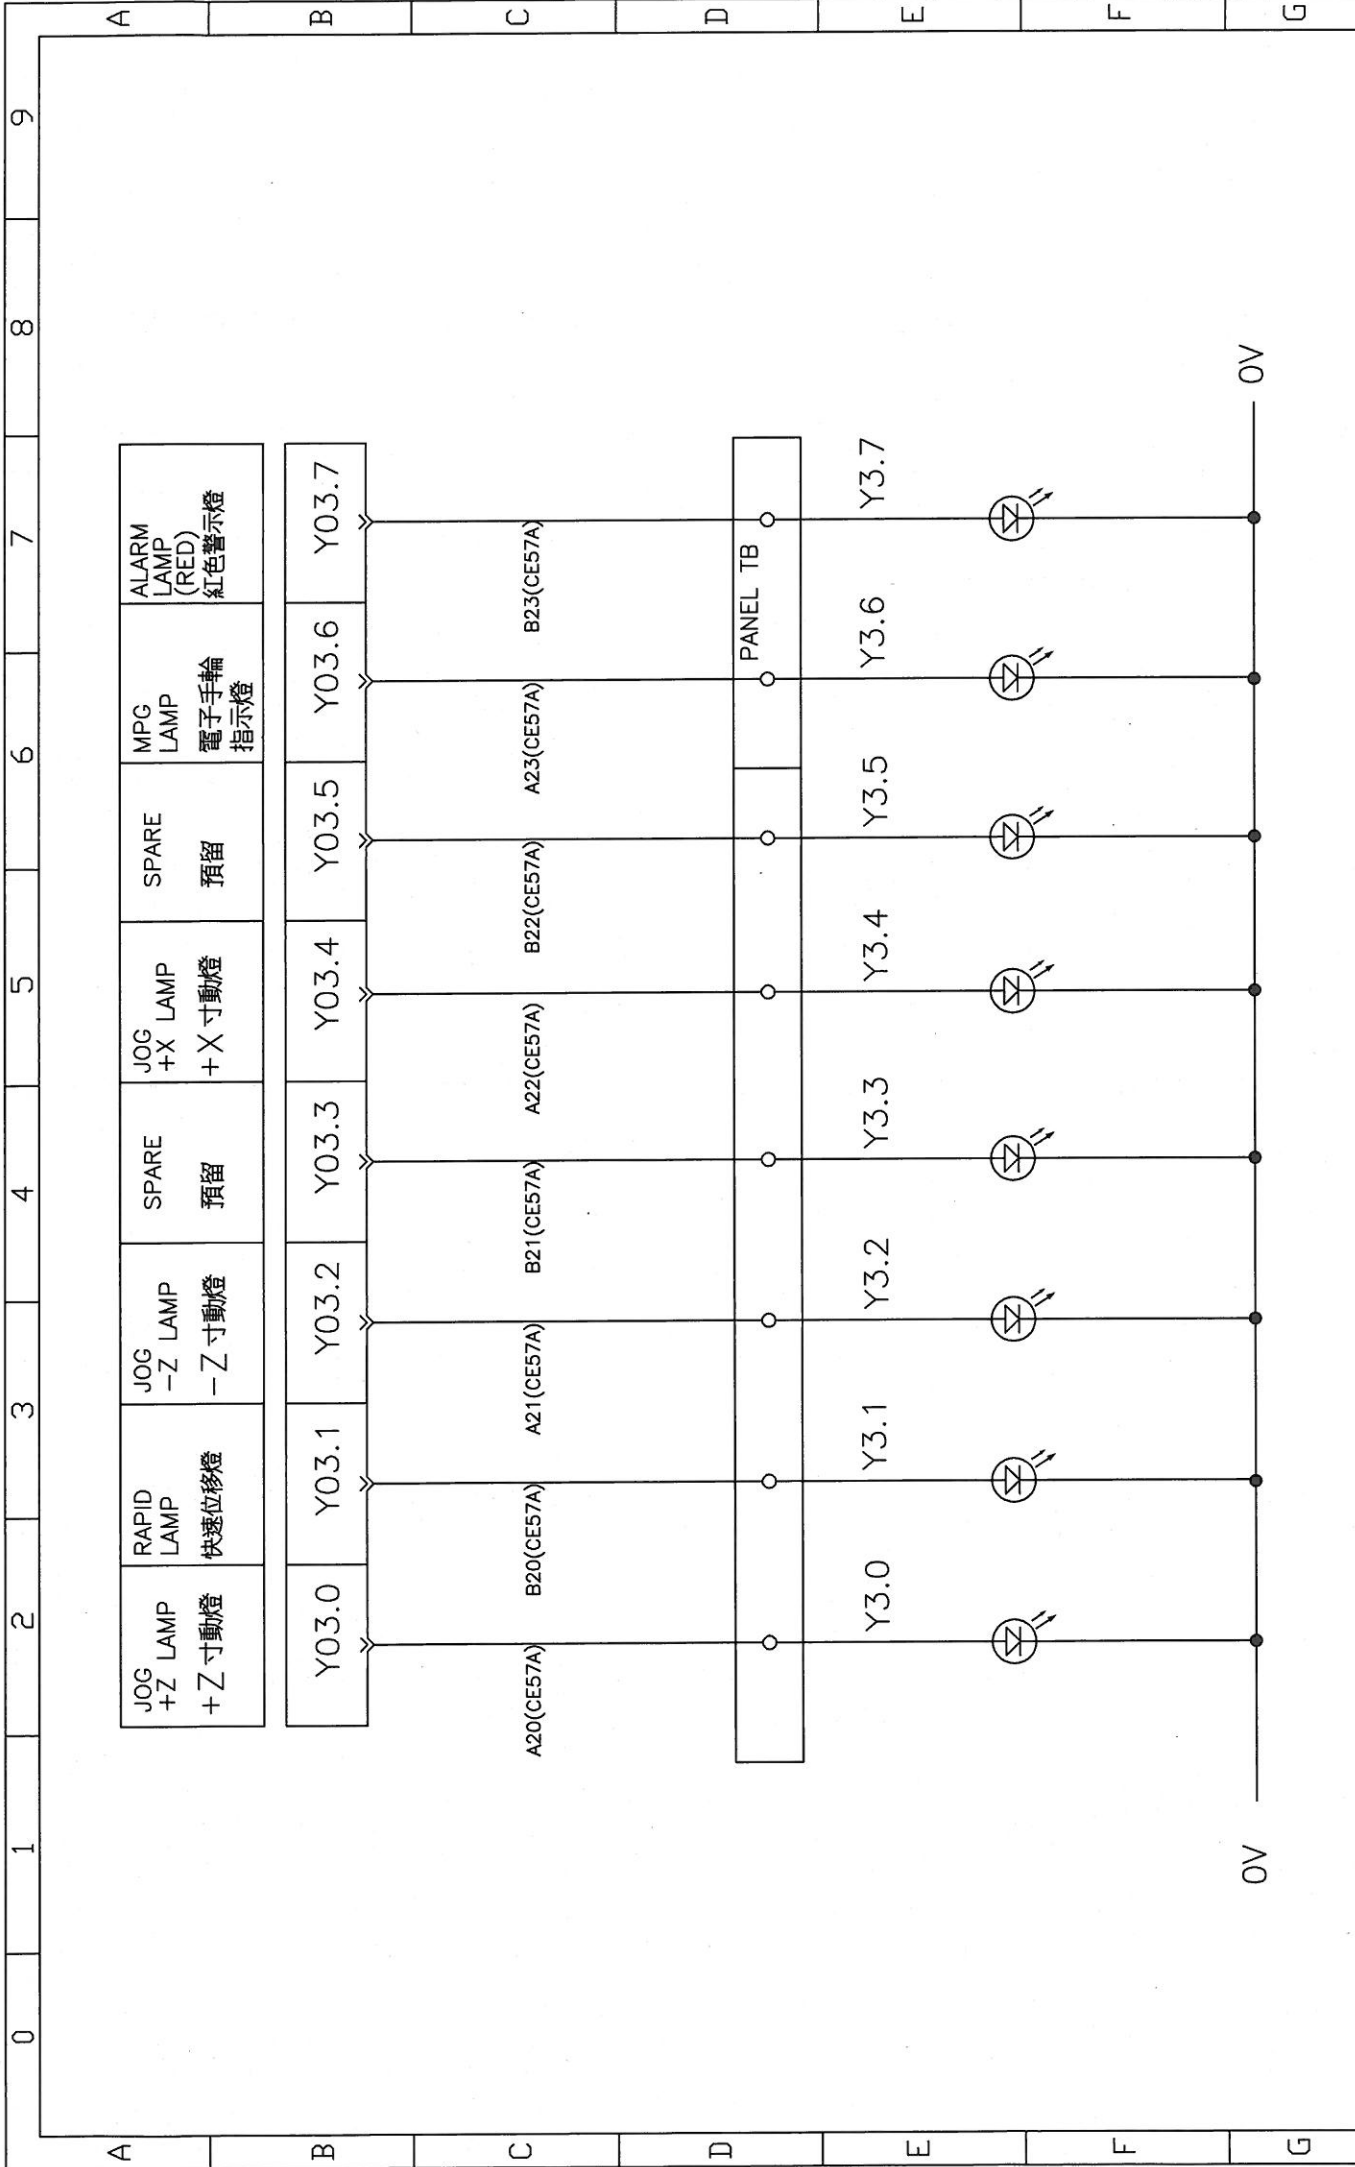 0
1
2
3
4
5
6
7
8
9
A
A
B
B
C
C
D
D
E
E
F
F
G
G
JOG
+Z LAMP
+Z寸動燈
RAPID
LAMP
快速位移燈
JOG
-Z LAMP
-Z寸動燈
SPARE
預留
JOG
+X LAMP
+X寸動燈
SPARE
預留
MPG
LAMP
電子手輪
指示燈
ALARM
LAMP
(RED)
紅色警示燈
Y03.0
Y03.1
Y03.2
Y03.3
Y03.4
Y03.5
Y03.6
Y03.7
A20(CE57A)
B20(CE57A)
A21(CE57A)
B21(CE57A)
A22(CE57A)
B22(CE57A)
A23(CE57A)
B23(CE57A)
PANEL TB
Y3.0
Y3.1
Y3.2
Y3.3
Y3.4
Y3.5
Y3.6
Y3.7
0V
0V